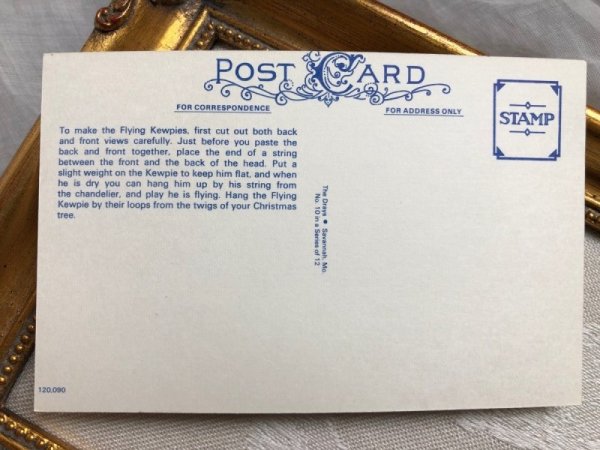 POST CARD
FOR CORRESPONDENCE
FOR ADDRESS ONLY
STAMP
To make the Flying Kewpies, first cut out both back
and front views carefully. Just before you paste the
back and front together, place the end of a string
between the front and the back of the head. Put a
slight weight on the Kewpie to keep him flat, and when
he is dry you can hang him up by his string from
the chandelier, and play he is flying. Hang the Flying
Kewpie by their loops from the twigs of your Christmas
tree.
The Drays • Savannah, Mo.
No. 10 in a Series of 12
120,090